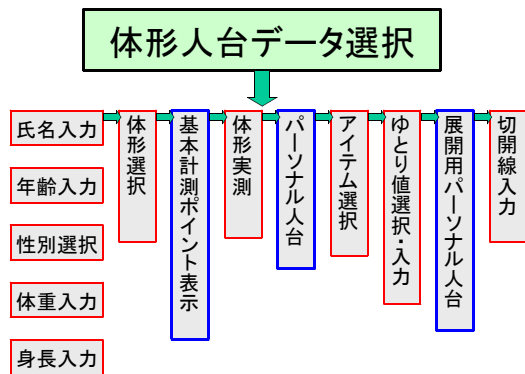 体形人台データ選択
氏名入力
年齢入力
性別選択
体重入力
身長入力
体形選択
基本計測ポイント表示
体形実測
パーソナル人台
アイテム選択
ゆとり値選択・入力
展開用パーソナル人台
切開線入力